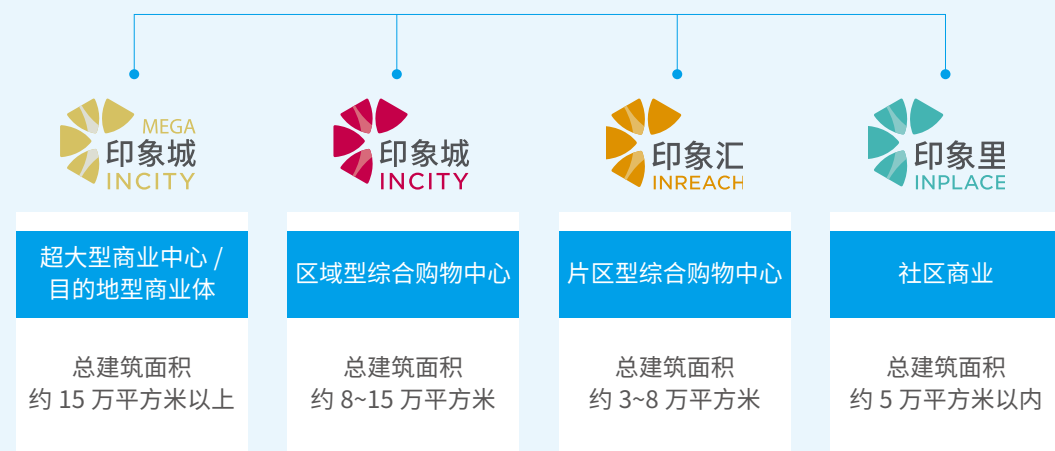 MEGA
印象城
INCITY
超大型商业中心 /
目的地型商业体
总建筑面积
约 15 万平方米以上
印象城
INCITY
区域型综合购物中心
总建筑面积
约 8~15 万平方米
印象汇
INREACH
片区型综合购物中心
总建筑面积
约 3~8 万平方米
印象里
INPLACE
社区商业
总建筑面积
约 5 万平方米以内